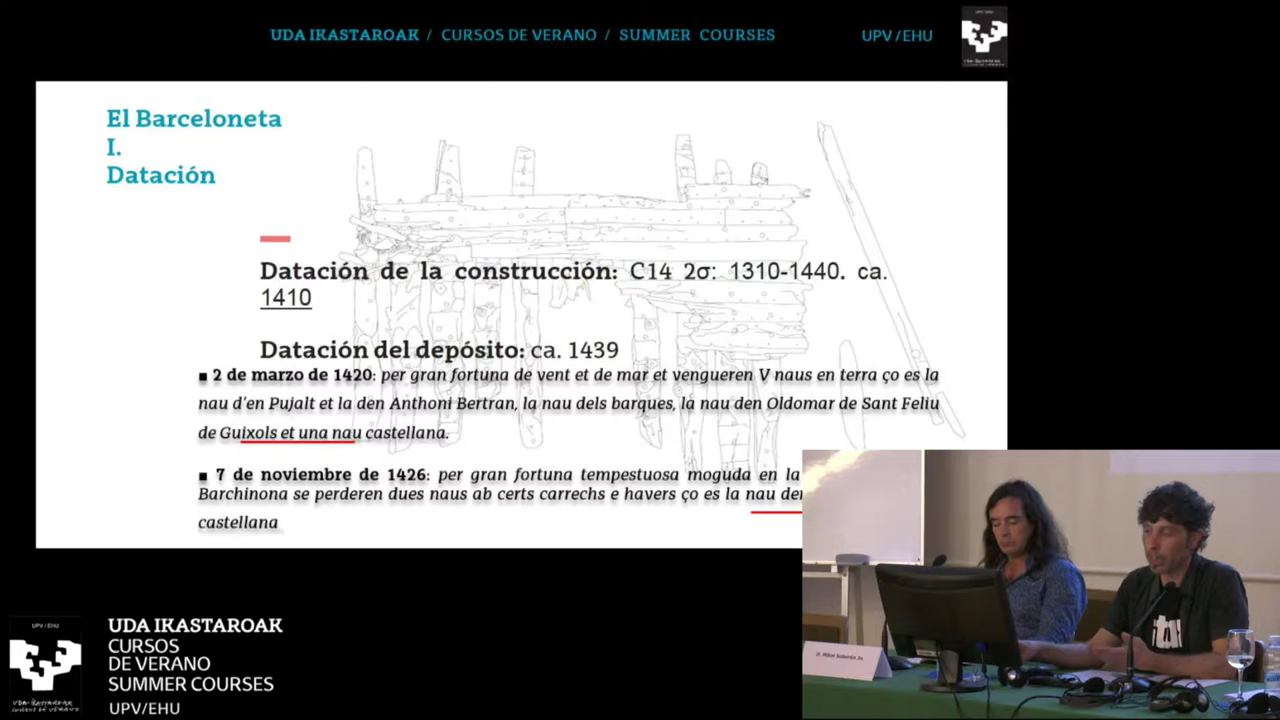 UDA IKASTAROAK / CURSOS DE VERANO / SUMMER COURSES
UPV / EHU
El Barceloneta
I.
Datación
Datación de la construcción: C14 2σ: 1310-1440. ca.
1410
Datación del depósito: ca. 1439
▪ 2 de marzo de 1420: per gran fortuna de vent et de mar et vengueren V naus en terra ço es la
nau d'en Pujalt et la den Anthoni Bertran, la nau dels barques, la nau den Oldomar de Sant Feliu
de Guixols et una nau castellana.
▪ 7 de noviembre de 1426: per gran fortuna tempestuosa moguda en la
Barchinona se perderen dues naus ab certs carrechs e havers ço es la nau den
castellana
UPV / EHU
UDA IKASTAROAK
CURSOS
DE VERANO
SUMMER COURSES
UPV/EHU